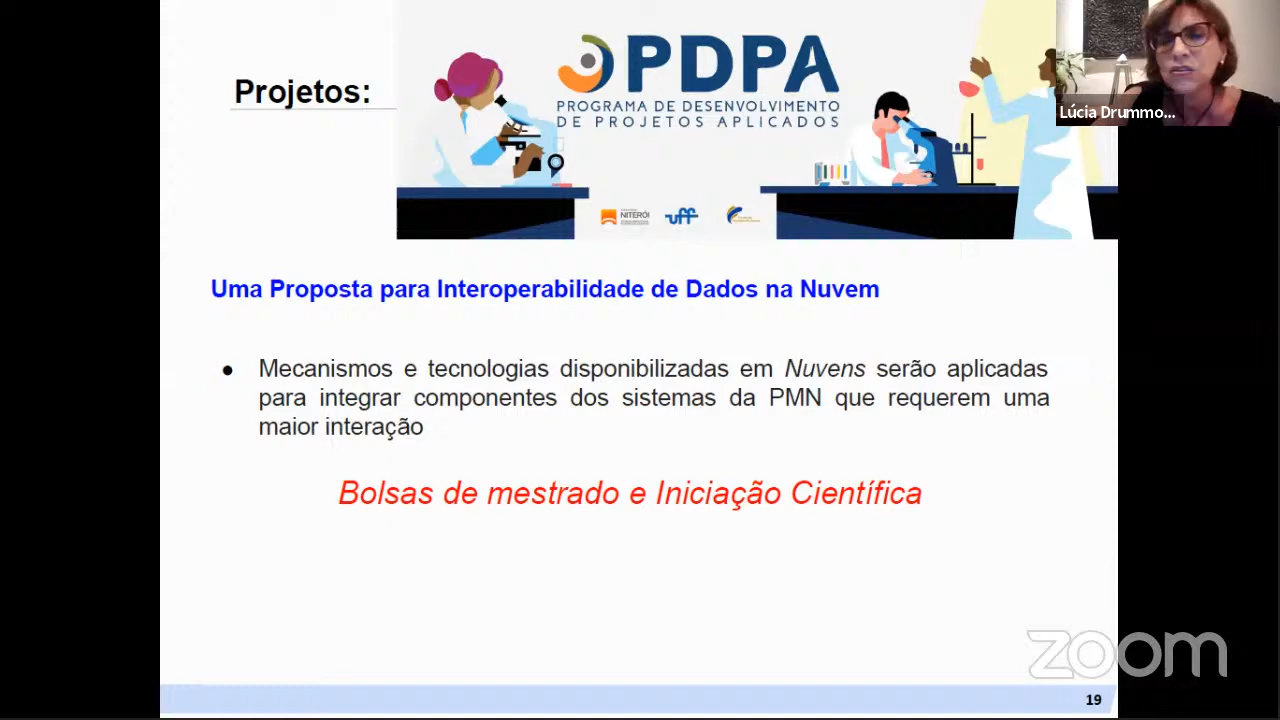 Projetos:
PDPA
PROGRAMA DE DESENVOLVIMENTO
DE PROJETOS APLICADOS
NITERÓI
uff
Lúcia Drummo...
Uma Proposta para Interoperabilidade de Dados na Nuvem
● Mecanismos e tecnologias disponibilizadas em Nuvens serão aplicadas
para integrar componentes dos sistemas da PMN que requerem uma
maior interação
Bolsas de mestrado e Iniciação Científica
zoom
19